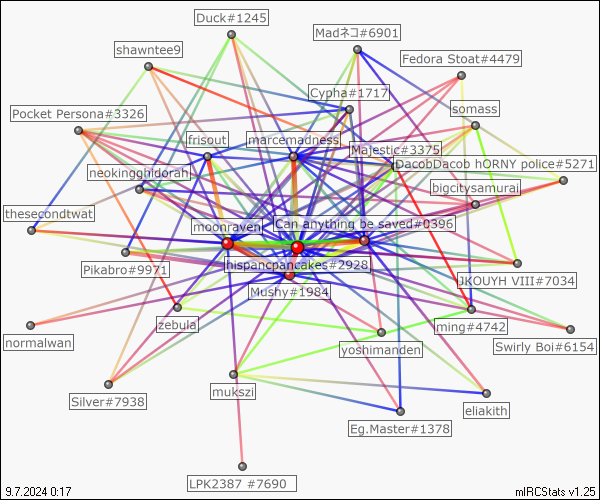 Duck#1245
Madネコ#6901
shawntee9
Fedora Stoat#4479
Cypha#1717
Pocket Persona#3326
somass
frisout
marcemadness
Majestic#3375
DacobDacob hORNY police#5271
neokingghidorah
bigcitysamurai
thesecondtwat
moonraven
Can anything be saved#0396
Pikabro#9971
hispancpancakes#2928
JKOUYH VIII#7034
Mushy#1984
zebula
ming#4742
normalwan
yoshimanden
Swirly Boi#6154
Silver#7938
mukszi
eliakith
Eg.Master#1378
LPK2387 #7690
9.7.2024 0:17
mIRCStats v1.25